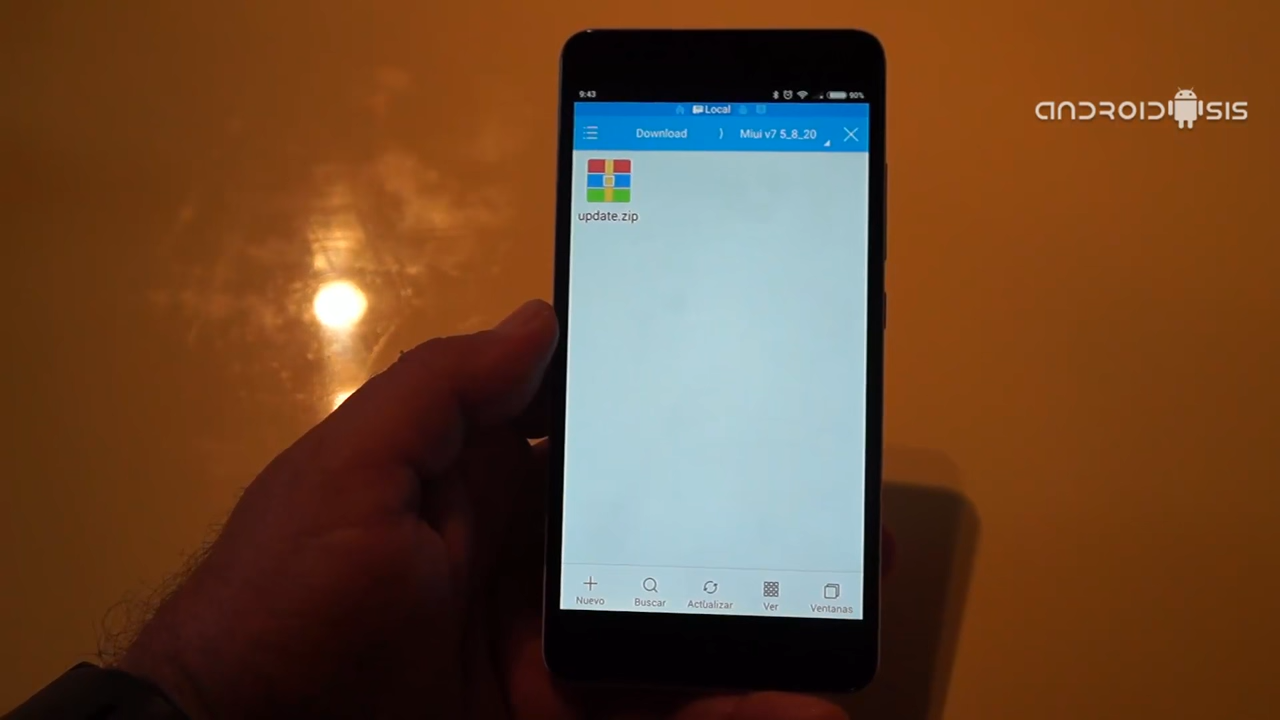 ANDROIDSIS
9:43
90%
Local
Download
Miui v7 5_8_20
update.zip
Nuevo
Buscar
Actualizar
Ver
Ventanas